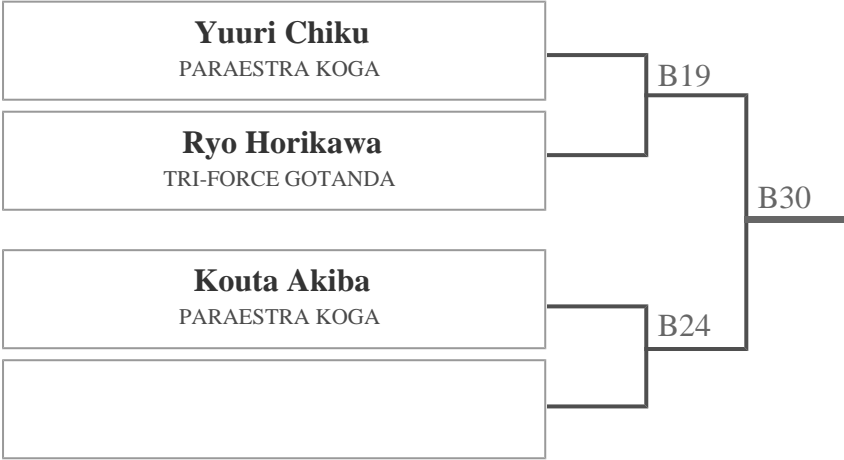 Yuuri Chiku
PARAESTRA KOGA
B19
Ryo Horikawa
TRI-FORCE GOTANDA
B30
Kouta Akiba
PARAESTRA KOGA
B24